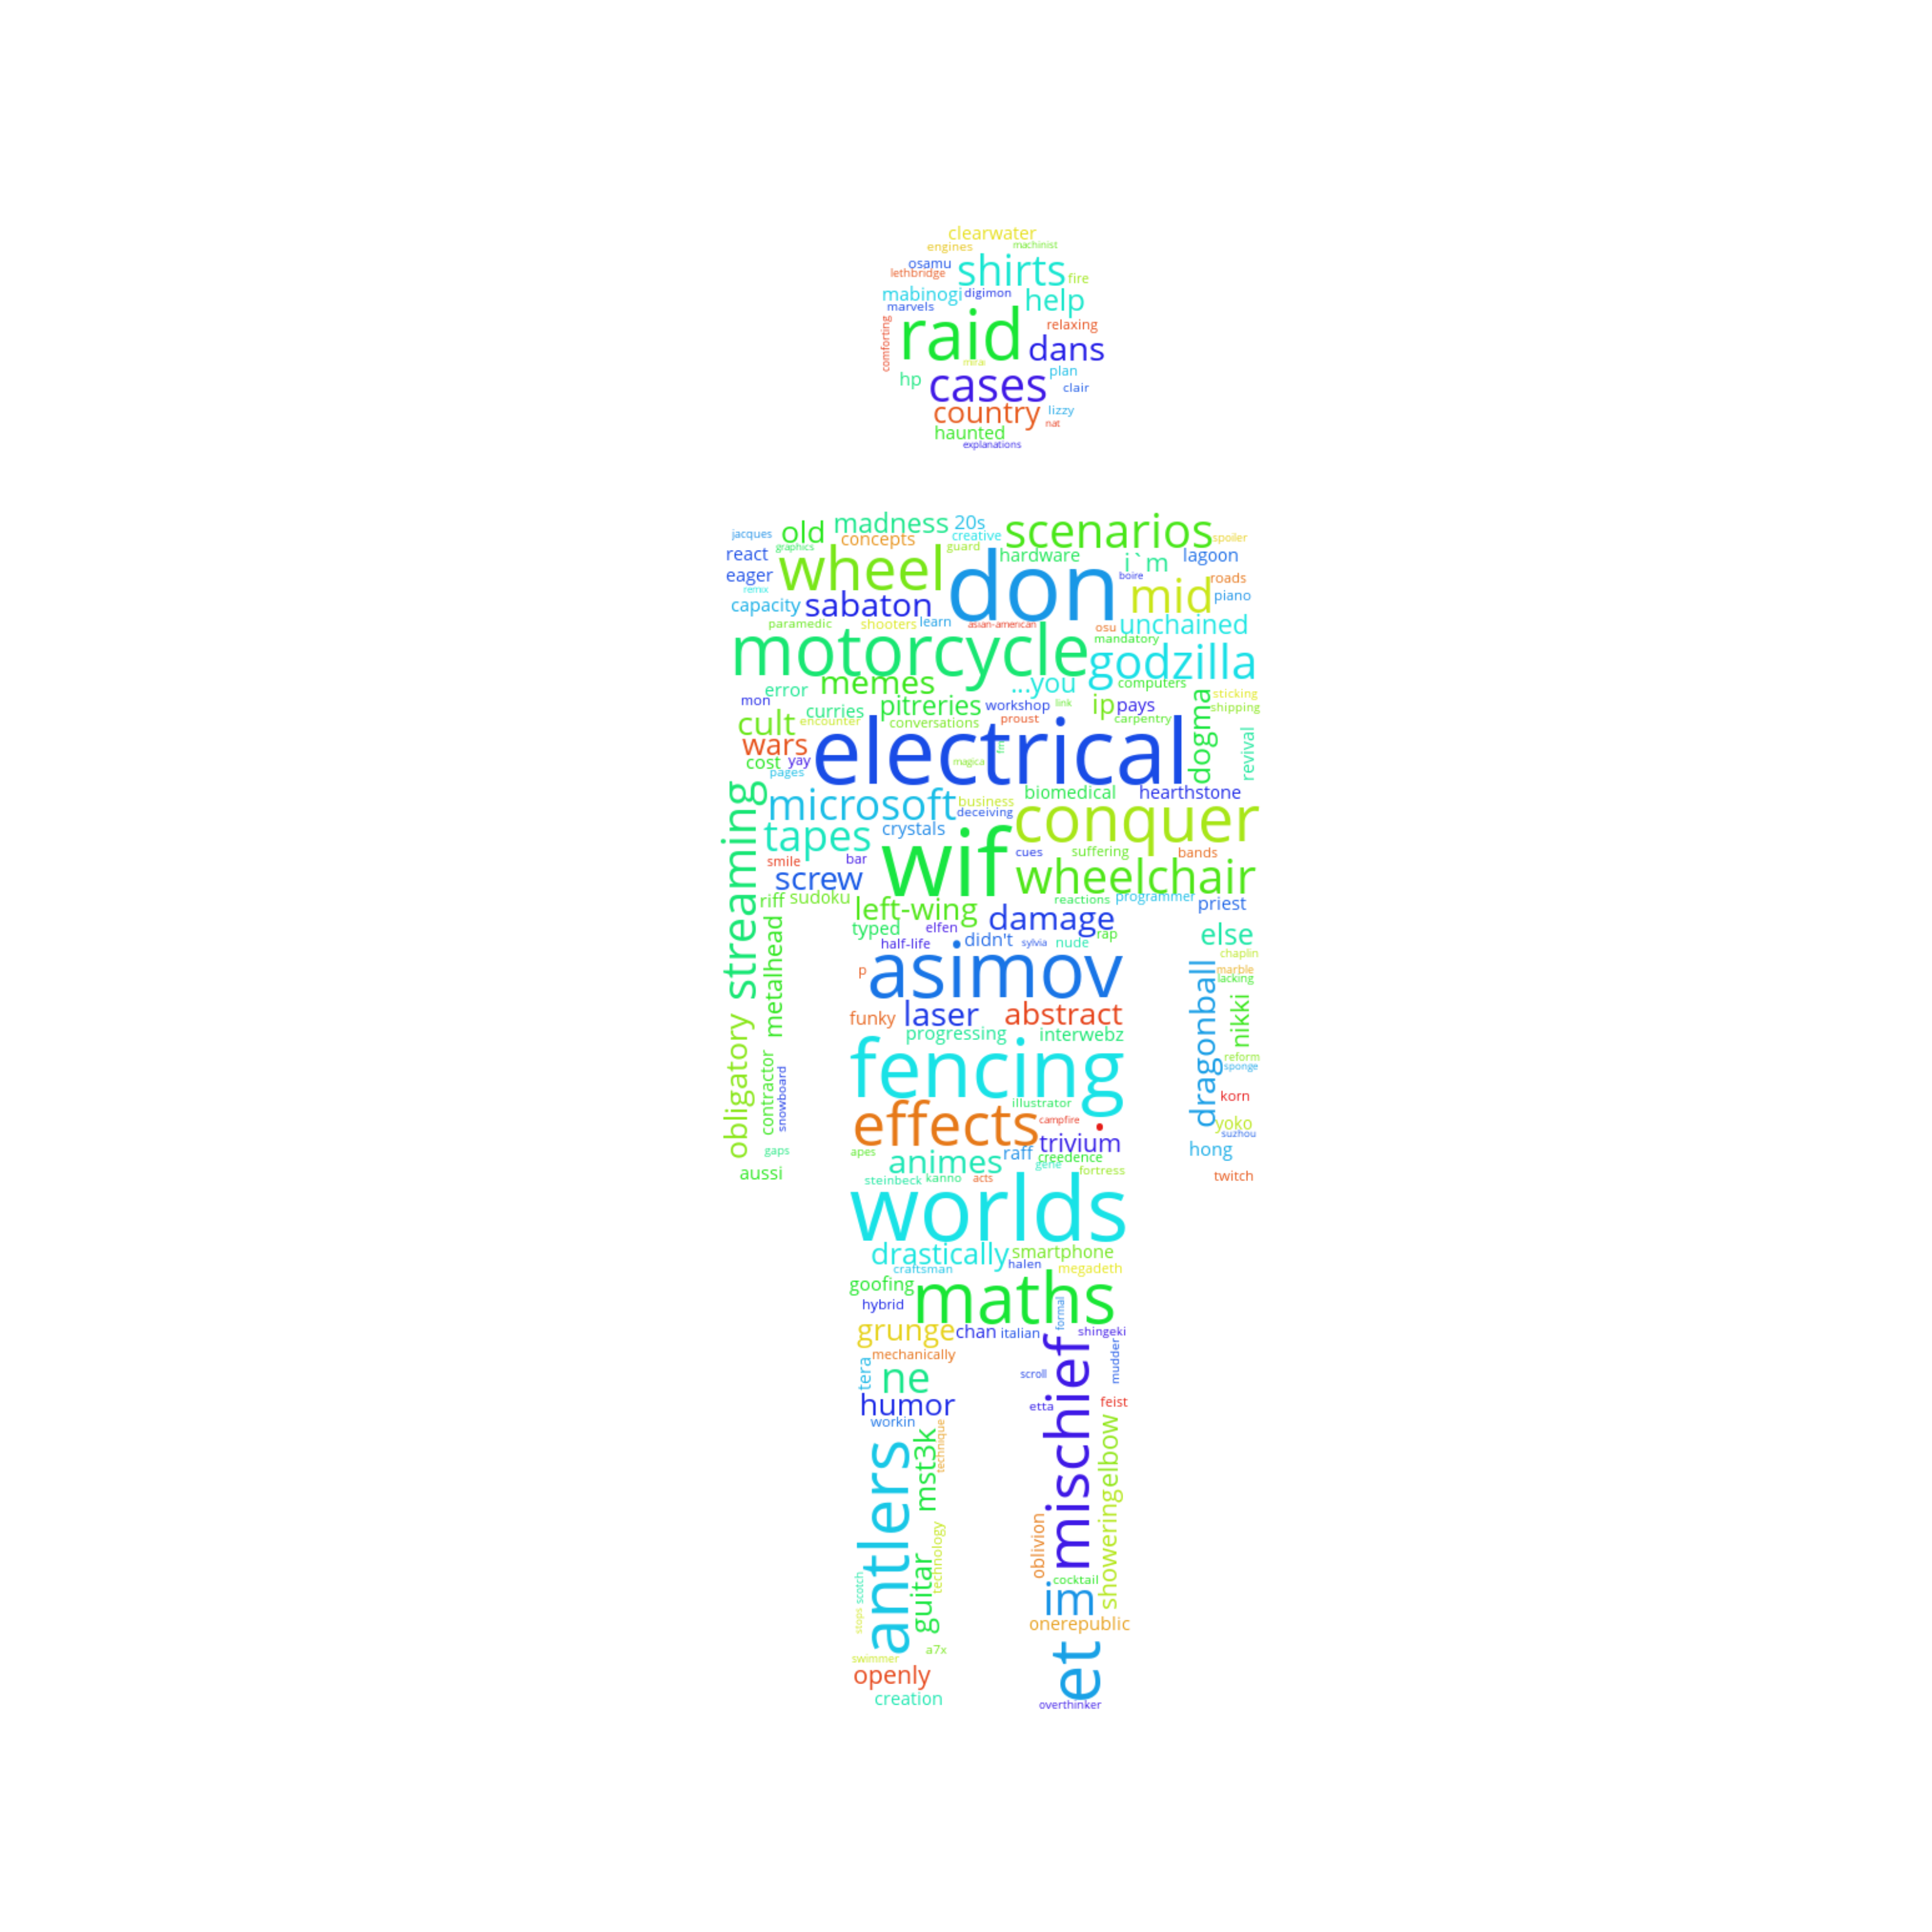 clearwater
engines machinist
osamu shirts
lethbridge fire
mabinogi digimon help
marvels
comforting raid relaxing
dans
hp cases plan
clair
country lizzy
nat
haunted
explanations
jacques old madness 20s scenarios spoiler
concepts creative
react graphics wheel guard hardware i`m lagoon
eager don boire roads
remix mid piano
capacity sabaton
paramedic shooters learn asian-american osu unchained
motorcycle mandatory
godzilla
error memes ...you computers
mon curries pitreries workshop link ip pays dogma sticking
shipping
cult encounter conversations proust carpentry
wars electrical revival
cost yay magica
pages
streaming microsoft business biomedical hearthstone
deceiving conquer
tapes crystals
smile bar wif cues suffering bands
screw wheelchair
riff sudoku left-wing reactions programmer priest
metalhead typed elfen damage rap else
half-life didn't sylvia nude
chaplin
p asimov dragonball marble
lacking
obligatory funky laser abstract nikki
progressing interwebz
contractor snowboard fencing reform
sponge
illustrator korn
effects campfire yoko
trivium suzhou
gaps apes animes raff creedence hong
gene fortress
aussi steinbeck kanno acts twitch
worlds
drastically smartphone
craftsman halen megadeth
goofing maths
hybrid formal
grunge chan italian shingeki
mechanically mischief mudder
tera ne scroll
humor etta feist
workin
antlers mst3k technique showeringelbow
guitar technology oblivion
scotch cocktail
stops im
onerepublic
a7x et
swimmer
openly
creation overthinker